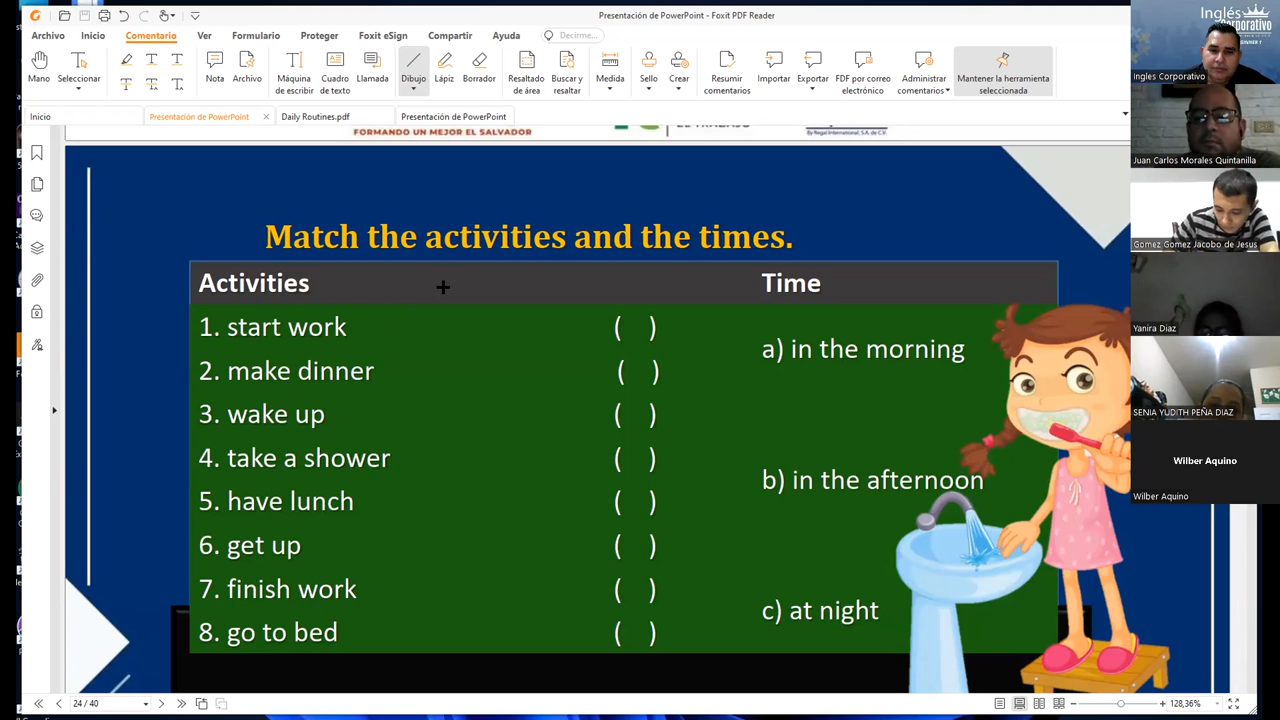 Presentación de PowerPoint - Foxit PDF Reader
Archivo Inicio Comentario Ver Formulario Proteger Foxit eSign Compartir Ayuda Decirme...
Mano Seleccionar Nota Archivo Máquina de escribir Cuadro de texto Llamada Dibujo Lápiz Borrador Resaltado de área Buscar y resaltar Medida Sello Crear Resumir comentarios Importar Exportar FDF por correo electrónico Administrar comentarios Mantener la herramienta seleccionada
Inicio Presentación de PowerPoint Daily Routines.pdf Presentación de PowerPoint
FORMANDO UN MEJOR EL SALVADOR
By Regal International, S.A. de C.V.
Match the activities and the times.
Activities Time
1. start work ( )
a) in the morning
2. make dinner ( )
3. wake up ( )
4. take a shower ( )
b) in the afternoon
5. have lunch ( )
6. get up ( )
7. finish work ( )
c) at night
8. go to bed ( )
24 / 40
128,36%
Inglés
Corporativo
Ingles Corporativo
Juan Carlos Morales Quintanilla
Gomez Gomez Jacobo de Jesus
Yanira Diaz
SENIA YUDITH PEÑA DIAZ
Wilber Aquino
Wilber Aquino